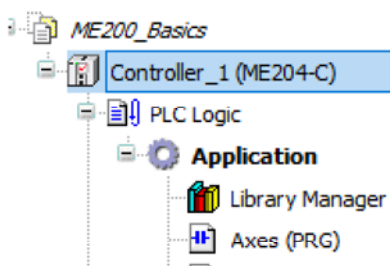 ME200_Basics
Controller_1 (ME204-C)
PLC Logic
Application
Library Manager
Axes (PRG)